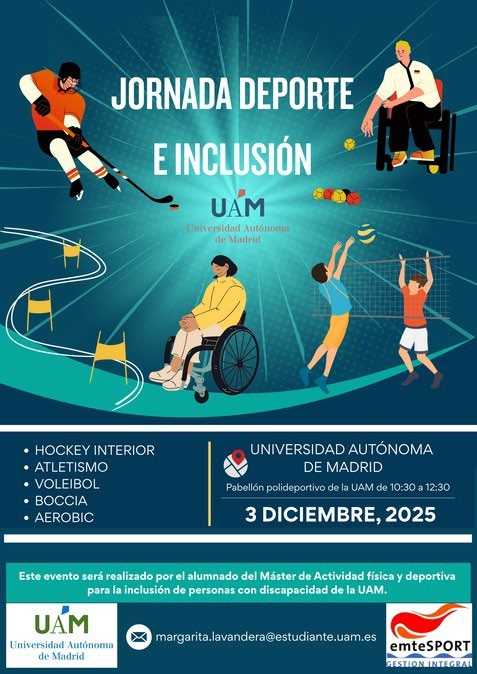 JORNADA DEPORTE
E INCLUSIÓN
UAM
Universidad Autónoma
de Madrid
• HOCKEY INTERIOR
• ATLETISMO
• VOLEIBOL
• BOCCIA
• AEROBIC
UNIVERSIDAD AUTÓNOMA
DE MADRID
Pabellón polideportivo de la UAM de 10:30 a 12:30
3 DICIEMBRE, 2025
Este evento será realizado por el alumnado del Máster de Actividad física y deportiva
para la inclusión de personas con discapacidad de la UAM.
UAM
Universidad Autónoma
de Madrid
margarita.lavandera@estudiante.uam.es
emteSPORT
GESTION INTEGRAL